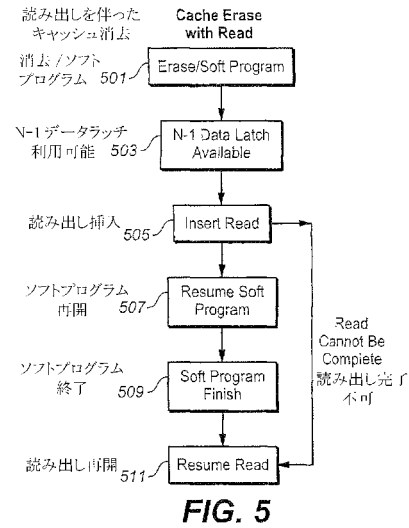 読み出しを伴った
キャッシュ消去
Cache Erase
with Read
消去/ソフト
プログラム
501
Erase/Soft Program
N-1データラッチ
利用可能
503
N-1 Data Latch
Available
読み出し挿入
505
Insert Read
ソフトプログラム
再開
507
Resume Soft
Program
Read
Cannot Be
Complete
読み出し完了
不可
ソフトプログラム
終了
509
Soft Program
Finish
読み出し再開
511
Resume Read
FIG. 5